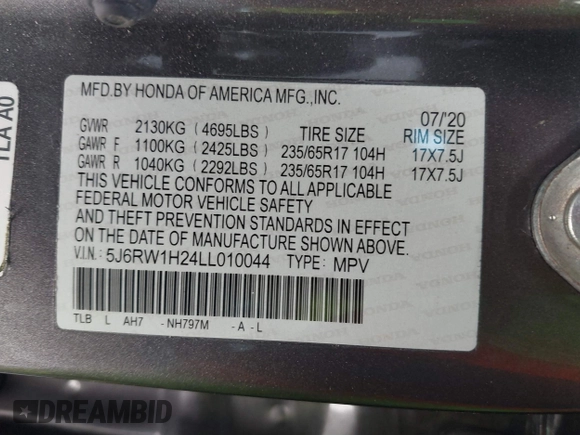 TLA A0
MFD.BY HONDA OF AMERICA MFG.,INC.
07/'20
GVWR 2130KG (4695LBS) TIRE SIZE RIM SIZE
GAWR F 1100KG (2425LBS) 235/65R17 104H 17X7.5J
GAWR R 1040KG (2292LBS) 235/65R17 104H 17X7.5J
THIS VEHICLE CONFORMS TO ALL APPLICABLE
FEDERAL MOTOR VEHICLE SAFETY
AND THEFT PREVENTION STANDARDS IN EFFECT
ON THE DATE OF MANUFACTURE SHOWN ABOVE.
V.I.N.: 5J6RW1H24LL010044 TYPE: MPV
TLB L AH7 -NH797M -A-L
DREAMBID